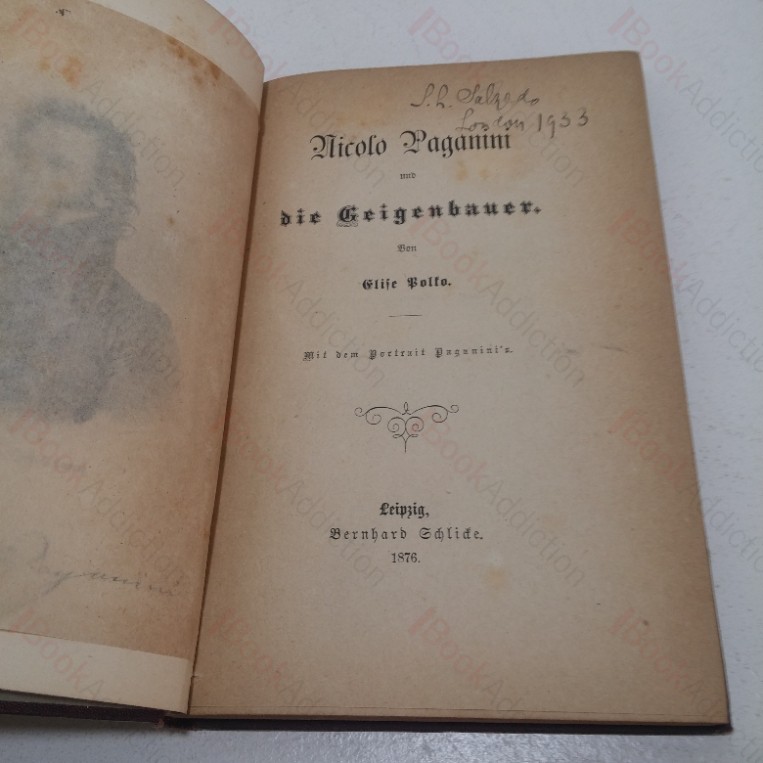 S. L. Salzedo
London 1933
Nicolo Paganini
und
die Geigenbauer.
Von
Elise Polko.
Mit dem Portrait Paganini's.
Leipzig,
Bernhard Schlicke.
1876.
BookAddiction